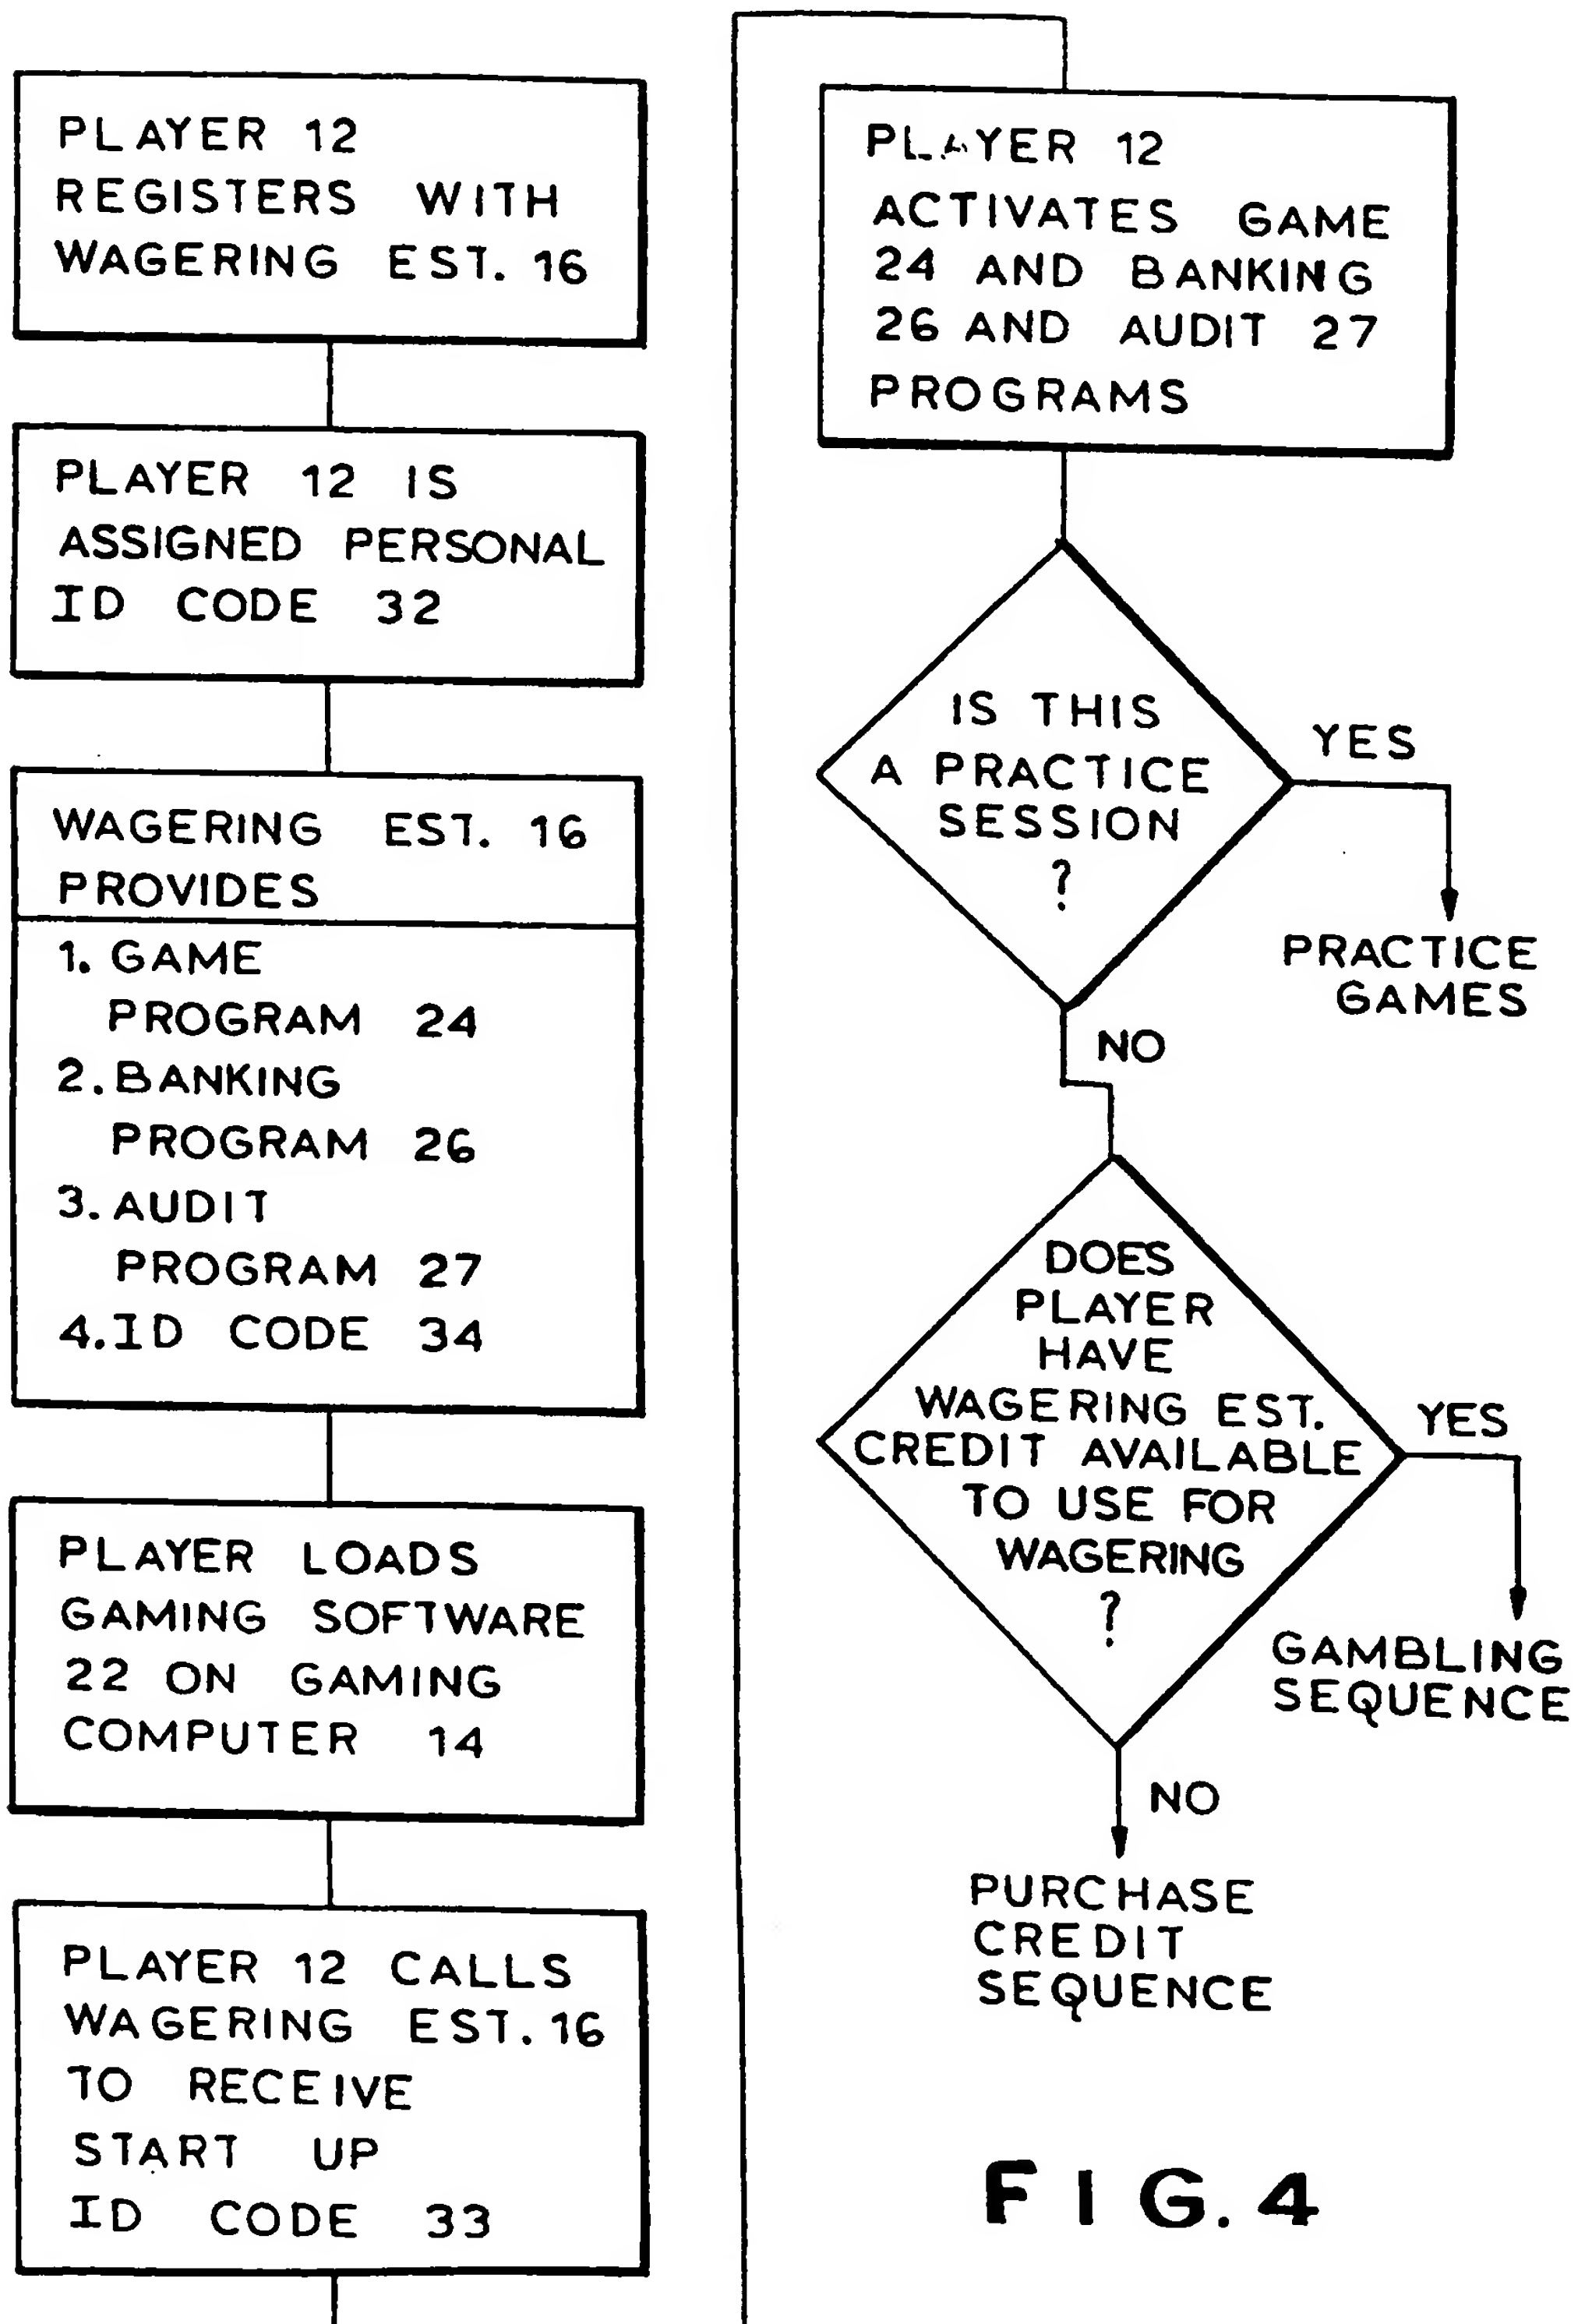 PLAYER 12
REGISTERS WITH
WAGERING EST. 16
PLAYER 12 IS
ASSIGNED PERSONAL
ID CODE 32
WAGERING EST. 16
PROVIDES
1. GAME
PROGRAM 24
2. BANKING
PROGRAM 26
3. AUDIT
PROGRAM 27
4. ID CODE 34
PLAYER LOADS
GAMING SOFTWARE
22 ON GAMING
COMPUTER 14
PLAYER 12 CALLS
WAGERING EST. 16
TO RECEIVE
START UP
ID CODE 33
PLAYER 12
ACTIVATES GAME
24 AND BANKING
26 AND AUDIT 27
PROGRAMS
IS THIS
A PRACTICE
SESSION
?
YES
PRACTICE
GAMES
NO
DOES
PLAYER
HAVE
WAGERING EST.
CREDIT AVAILABLE
TO USE FOR
WAGERING
?
YES
GAMBLING
SEQUENCE
NO
PURCHASE
CREDIT
SEQUENCE
FIG. 4